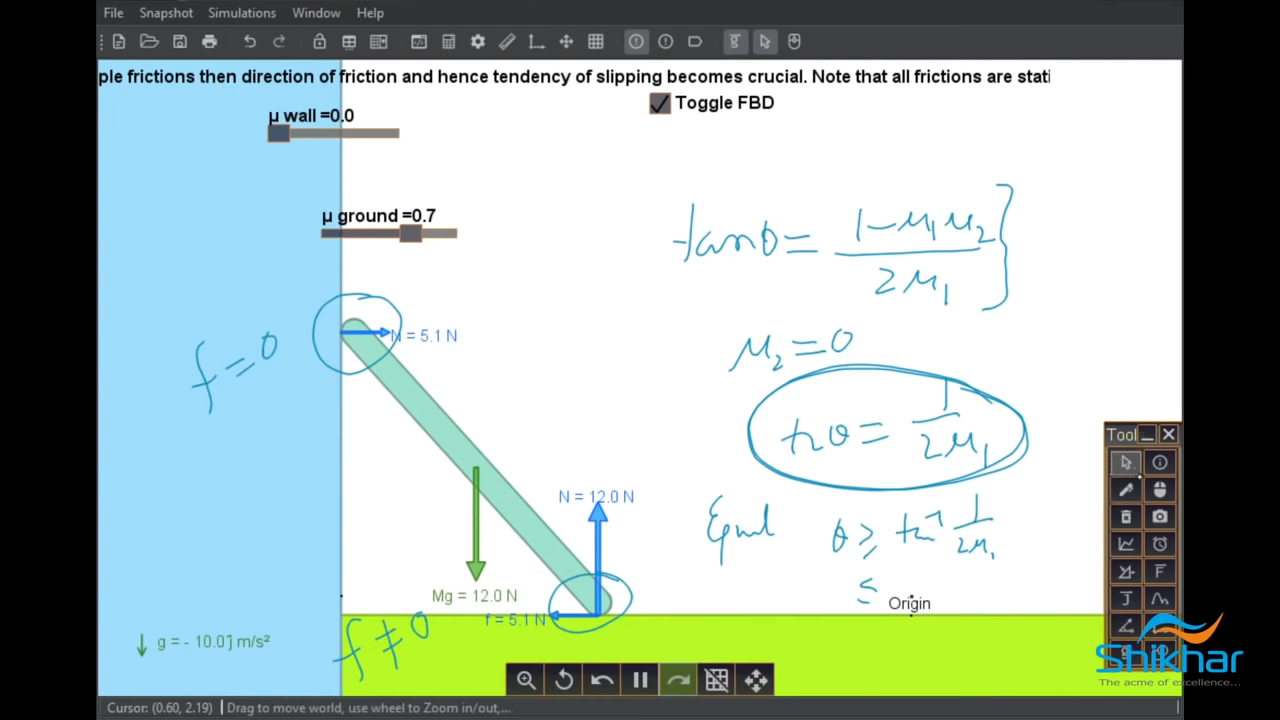 File Snapshot Simulations Window Help
ple frictions then direction of friction and hence tendency of slipping becomes crucial. Note that all frictions are stati
Toggle FBD
μ wall =0.0
μ ground =0.7
tanθ = (1-μ₁μ₂)/(2μ₁)
N = 5.1 N
f=0
μ₂=0
1/(2μ₁)
N = 12.0 N
θ ≥ tan⁻¹ 1/(2μ₁)
≤
Mg = 12.0 N
Origin
f = 5.1 N
f≠0
g = - 10.0ĵ m/s²
Tool
Shikhar
The acme of excellence...
Cursor: (0.60, 2.19) Drag to move world, use wheel to Zoom in/out,...